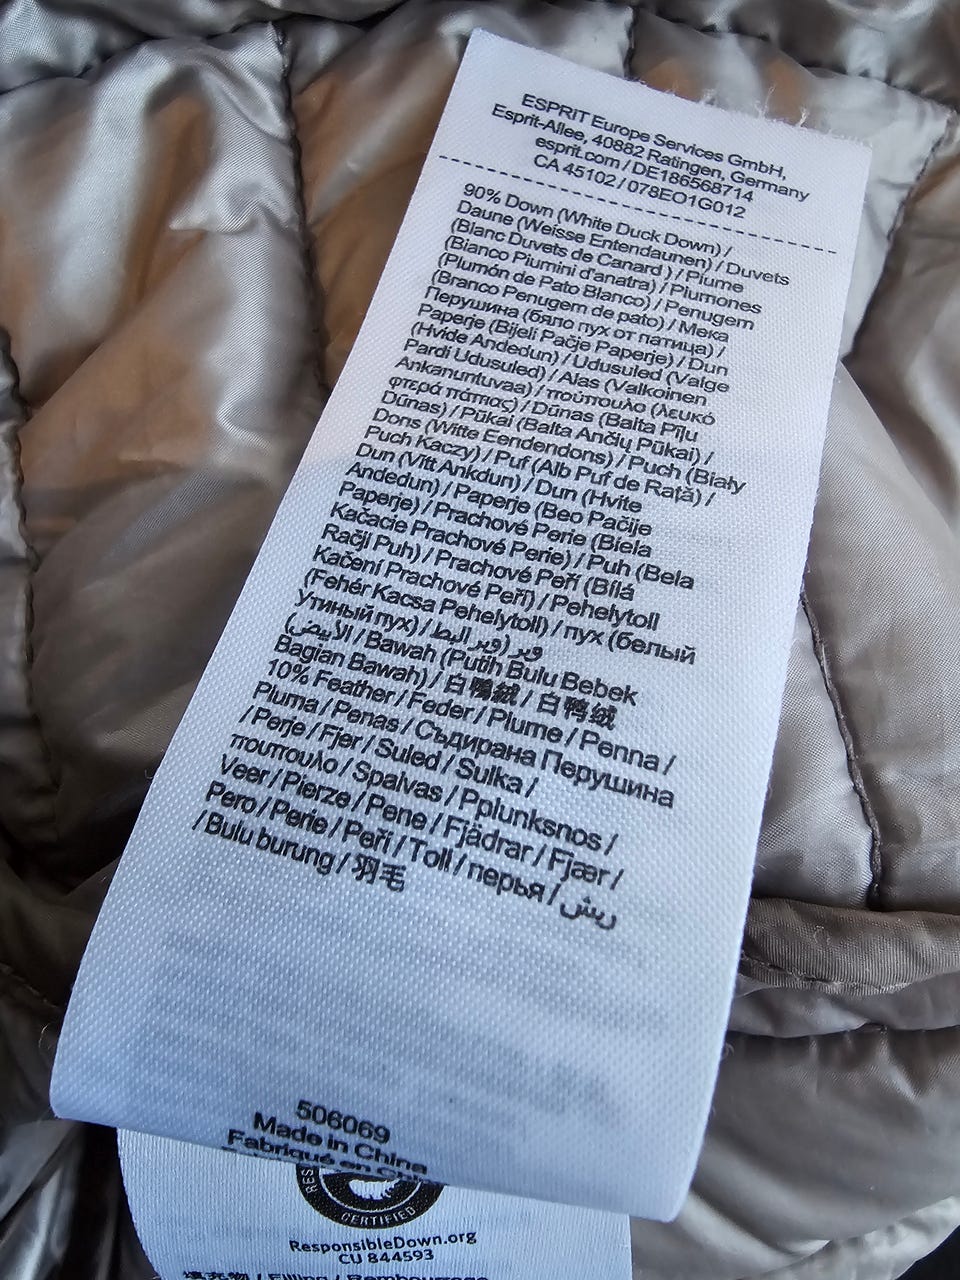 ESPRIT Europe Services GmbH,
Esprit-Allee, 40882 Ratingen, Germany
esprit.com / DE186568714
CA 45102 / 078EO1G012
90% Down (White Duck Down) /
Daune (Weisse Entendaunen) / Duvets
(Blanc Duvets de Canard ) / Piume
(Bianco Piumini d'anatra) / Plumones
(Plumón de Pato Blanco) / Penugem
(Branco Penugem de pato) / Мека
Перушина (бяло пух от патица) /
Paperje (Bijeli Pačje Paperje) / Dun
(Hvide Andedun) / Udusuled (Valge
Pardi Udusuled) / Alas (Valkoinen
Ankanuntuvaa) / πούπουλο (λευκό
φτερά πάπιας) / Dūnas (Balta Pīļu
Dūnas) / Pūkai (Balta Ančių Pūkai) /
Dons (Witte Eendendons) / Puch (Biały
Puch Kaczy) / Puf (Alb Puf de Rață) /
Dun (Vitt Ankdun) / Dun (Hvite
Andedun) / Paperje (Beo Pačije
Paperje) / Prachové Perie (Biela
Kačacie Prachové Perie) / Puh (Bela
Račji Puh) / Prachové Peří (Bílá
Kačení Prachové Peří) / Pehelytoll
(Fehér Kacsa Pehelytoll) / пух (белый
Утиный пух) / وبر (وبر البط
الأبيض) / Bawah (Putih Bulu Bebek
Bagian Bawah) / 白鴨絨 / 白鸭绒
10% Feather / Feder / Plume / Penna /
Pluma / Penas / Съдирана Перушина
/ Perje / Fjer / Suled / Sulka /
πουπουλο / Spalvas / Pplunksnos /
Veer / Pierze / Pene / Fjädrar / Fjær /
Pero / Perie / Peří / Toll / перья / ريش
/ Bulu burung / 羽毛
506069
Made in China
Fabriqué en China
RES
CERTIFIED
ResponsibleDown.org
CU 844593
填充物 / Filling / Rembourrage